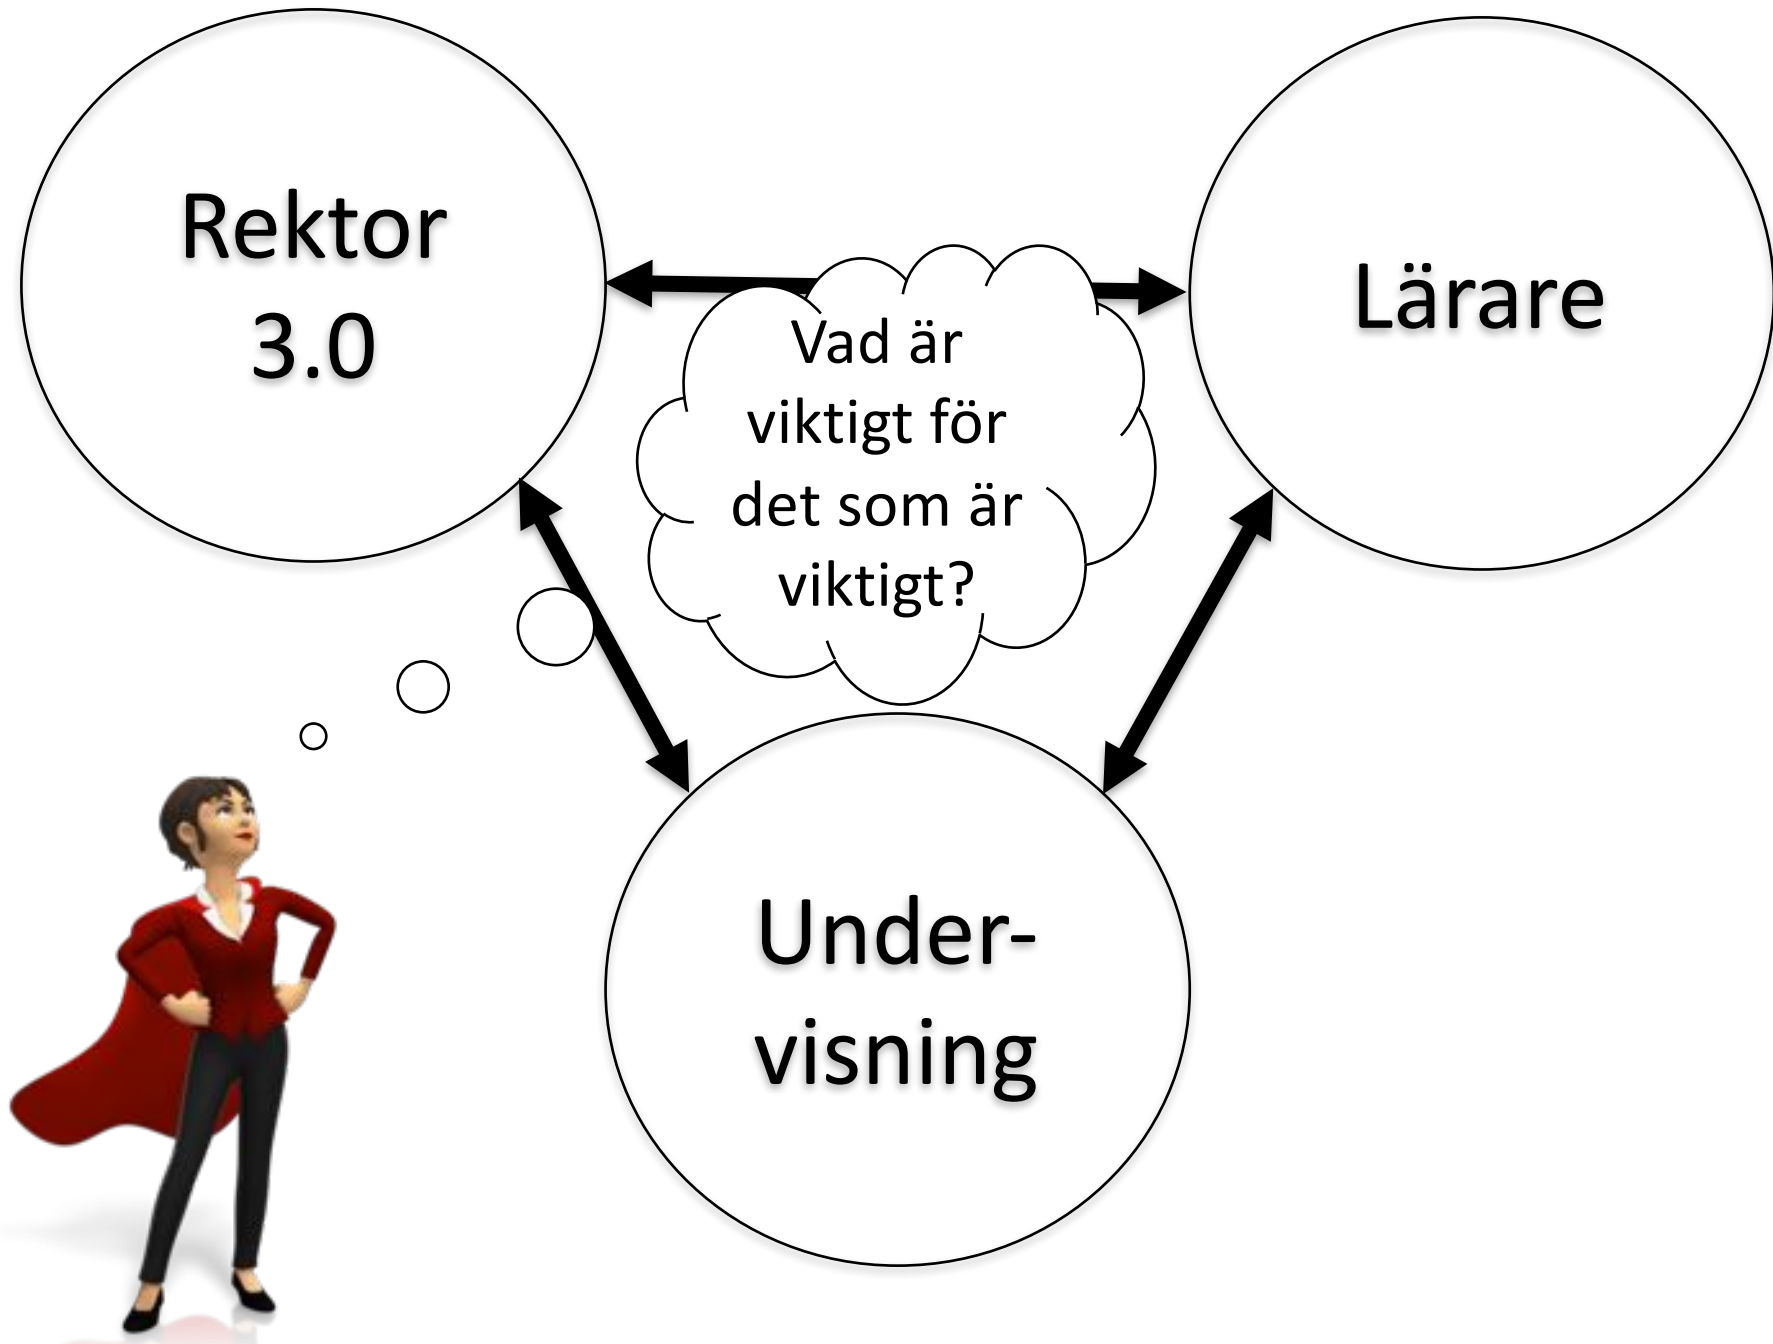 Rektor
3.0
Lärare
Vad är
viktigt för
det som är
viktigt?
Under-
visning